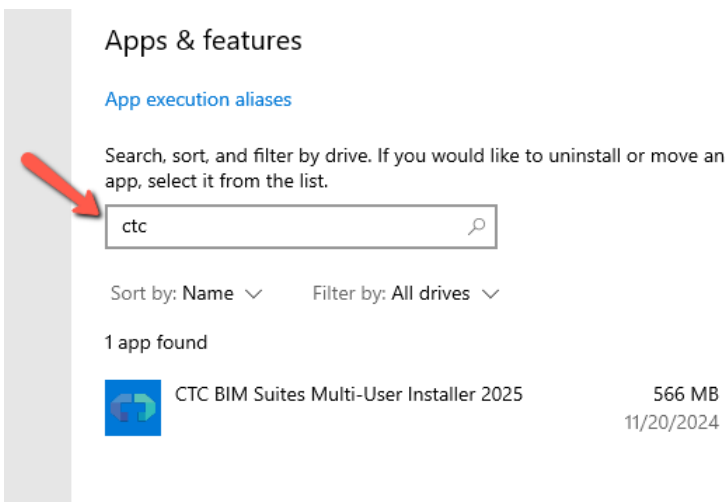 Apps & features
App execution aliases
Search, sort, and filter by drive. If you would like to uninstall or move an
app, select it from the list.
ctc
Sort by: Name Filter by: All drives
1 app found
CTC BIM Suites Multi-User Installer 2025 566 MB
11/20/2024